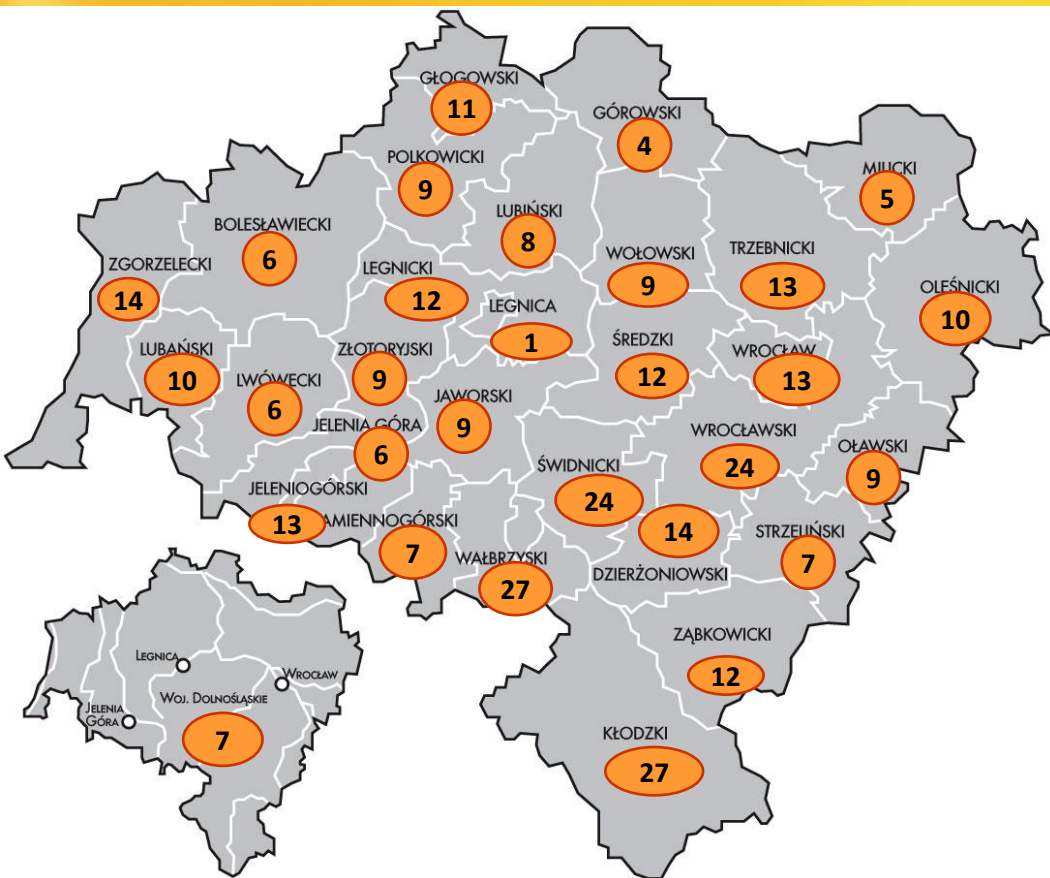 GŁOGOWSKI
11
GÓROWSKI
4
POLKOWICKI
9
MILICKI
5
LUBIŃSKI
8
BOLESŁAWIECKI
6
WOŁOWSKI
9
TRZEBNICKI
13
ZGORZELECKI
14
LEGNICKI
12
OLEŚNICKI
10
LEGNICA
1
LUBAŃSKI
10
ZŁOTORYJSKI
9
ŚREDZKI
12
WROCŁAW
13
LWÓWECKI
6
JAWORSKI
9
JELENIA GÓRA
6
WROCŁAWSKI
24
OŁAWSKI
9
ŚWIDNICKI
24
JELENIOGÓRSKI
13
AMIENNOGÓRSKI
7
14
DZIERŻONIOWSKI
STRZELIŃSKI
7
WAŁBRZYSKI
27
ZĄBKOWICKI
12
KŁODZKI
27
LEGNICA
WROCŁAW
WOJ. DOLNOŚLĄSKIE
7
JELENIA
GÓRA